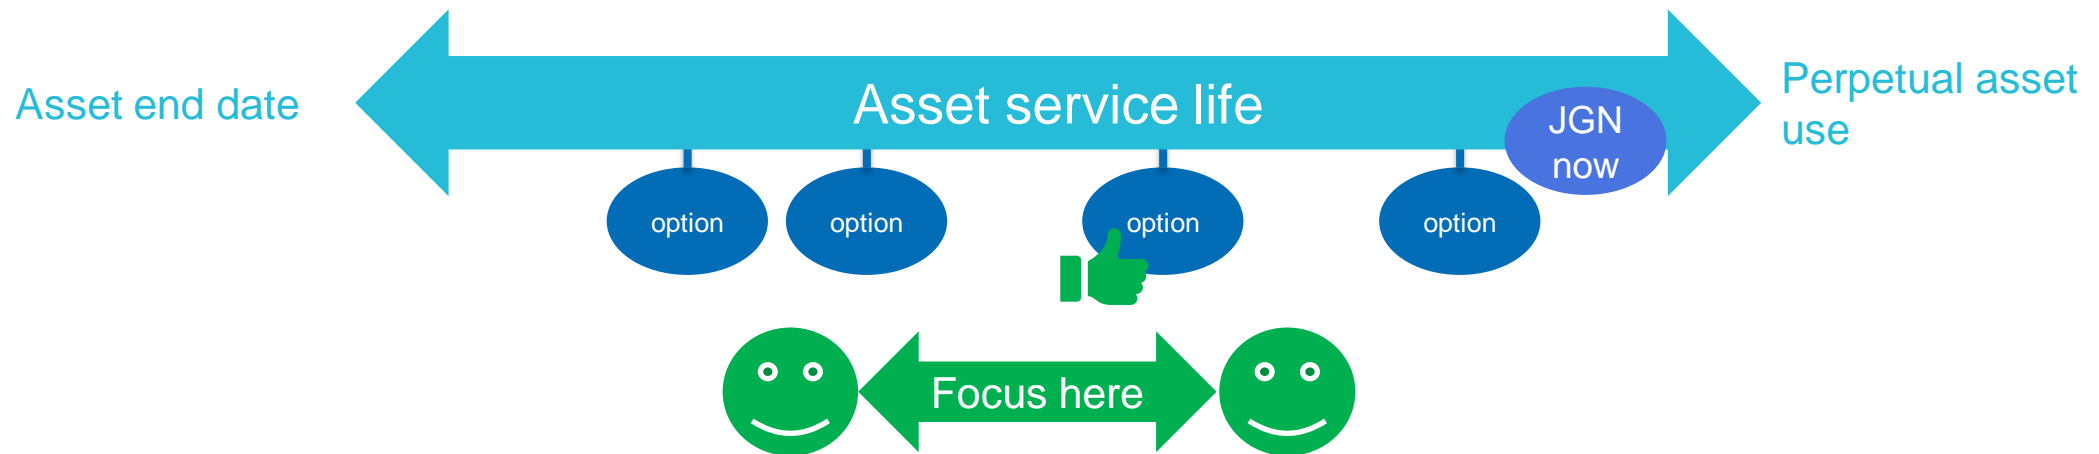 Asset end date
Asset service life
Perpetual asset
use
JGN
now
option
option
option
option
Focus here